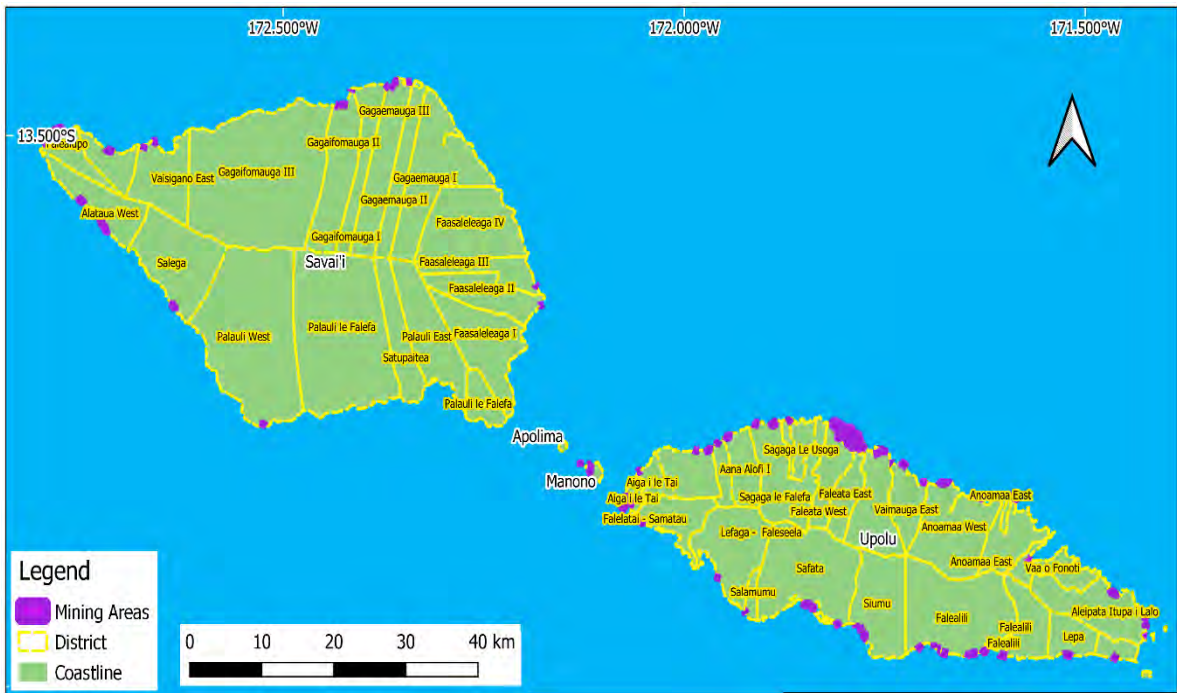 172.500°W
172.000°W
171.500°W
13.500°S
Falealupo
Vaisigano East
Gagaifomauga III
Gagaifomauga II
Gagaemauga III
Gagaemauga I
Gagaemauga II
Alataua West
Faasaleleaga IV
Gagaifomauga I
Salega
Savai'i
Faasaleleaga III
Faasaleleaga II
Palauli West
Palauli le Falefa
Palauli East
Faasaleleaga I
Satupaitea
Palauli le Falefa
Apolima
Manono
Sagaga Le Usoga
Aiga i le Tai
Aana Alofi I
Aiga i le Tai
Sagaga le Falefa
Faleata East
Anoamaa East
Falelatai - Samatau
Faleata West
Vaimauga East
Lefaga - Faleseela
Upolu
Anoamaa West
Safata
Anoamaa East
Vaa o Fonoti
Salamumu
Siumu
Falealili
Falealili
Aleipata Itupa i Lalo
Falealili
Lepa
Legend
Mining Areas
District
Coastline
0 10 20 30 40 km